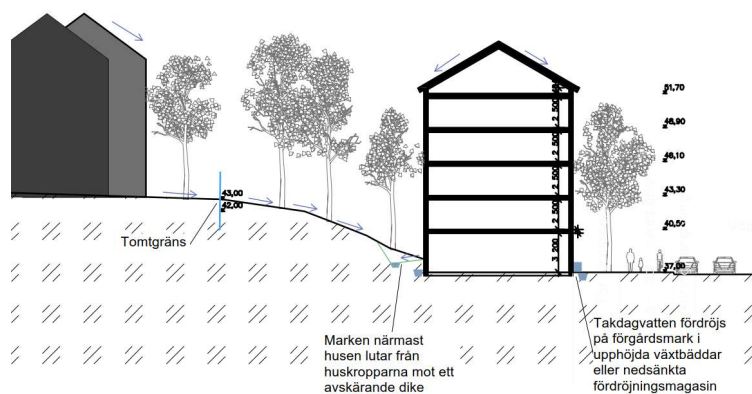 51,70
2 500
48,90
2 500
46,10
2 500
43,00
42,00
43,30
2 500
40,50
Tomtgräns
3 200
37,00
Marken närmast
husen lutar från
huskropparna mot ett
avskärande dike
Takdagvatten fördröjs
på förgårdsmark i
upphöjda växtbäddar
eller nedsänkta
fördröjningsmagasin